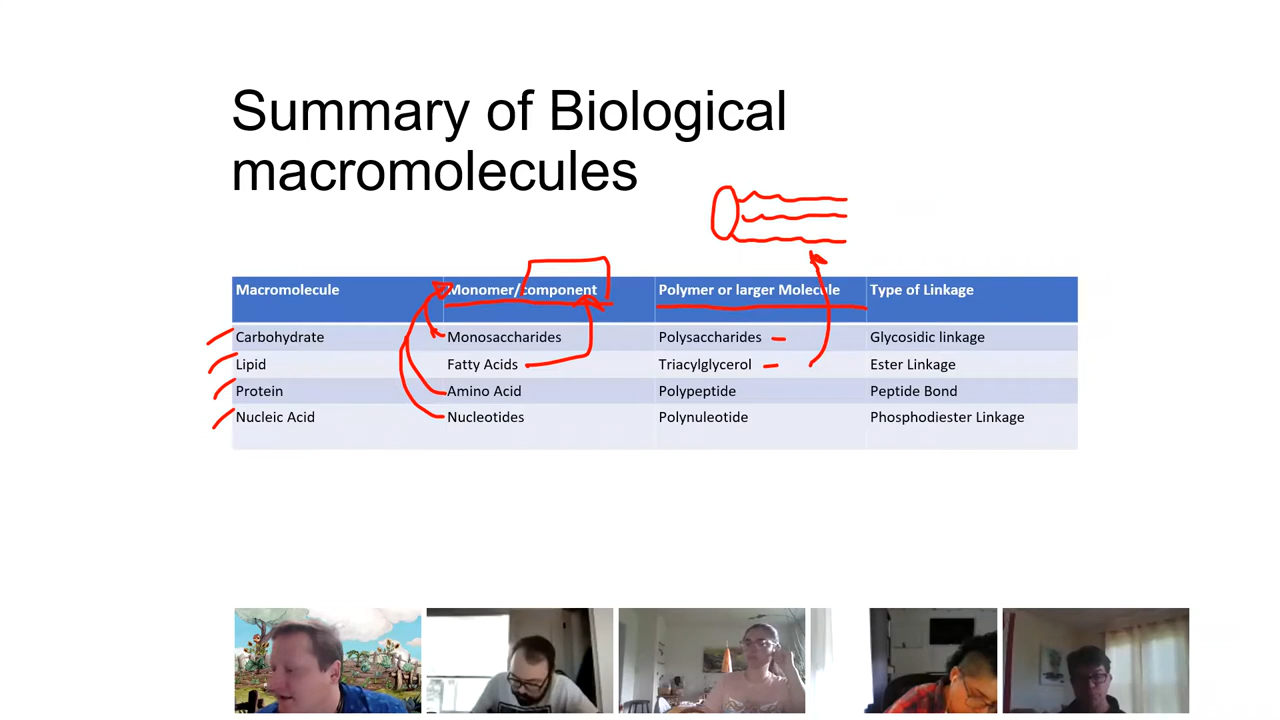 Summary of Biological
macromolecules
Macromolecule Monomer/component Polymer or larger Molecule Type of Linkage
Carbohydrate Monosaccharides Polysaccharides Glycosidic linkage
Lipid Fatty Acids Triacylglycerol Ester Linkage
Protein Amino Acid Polypeptide Peptide Bond
Nucleic Acid Nucleotides Polynuleotide Phosphodiester Linkage